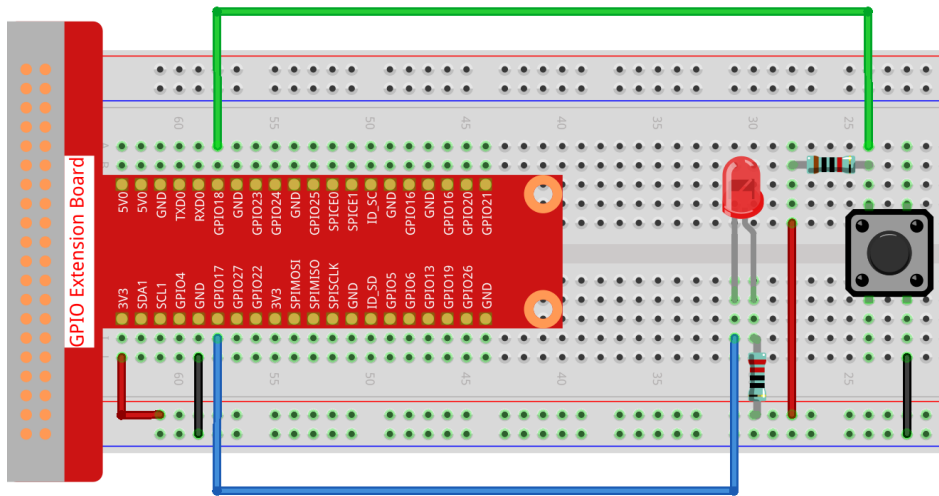 60 55 50 45 40 35 30 25
A
B
5V0 5V0 GND TXD0 RXD0 GPIO18 GND GPIO23 GPIO24 GND GPIO25 SPICE0 SPICE1 ID_SC GND GPIO16 GND GPIO16 GPIO20 GPIO21
GPIO Extension Board
3V3 SDA1 SCL1 GPIO4 GND GPIO17 GPIO27 GPIO22 3V3 SPIMOSI SPIMISO SPISCLK GND ID_SD GPIO5 GPIO6 GPIO13 GPIO19 GPIO26 GND
60 55 50 45 40 35 25